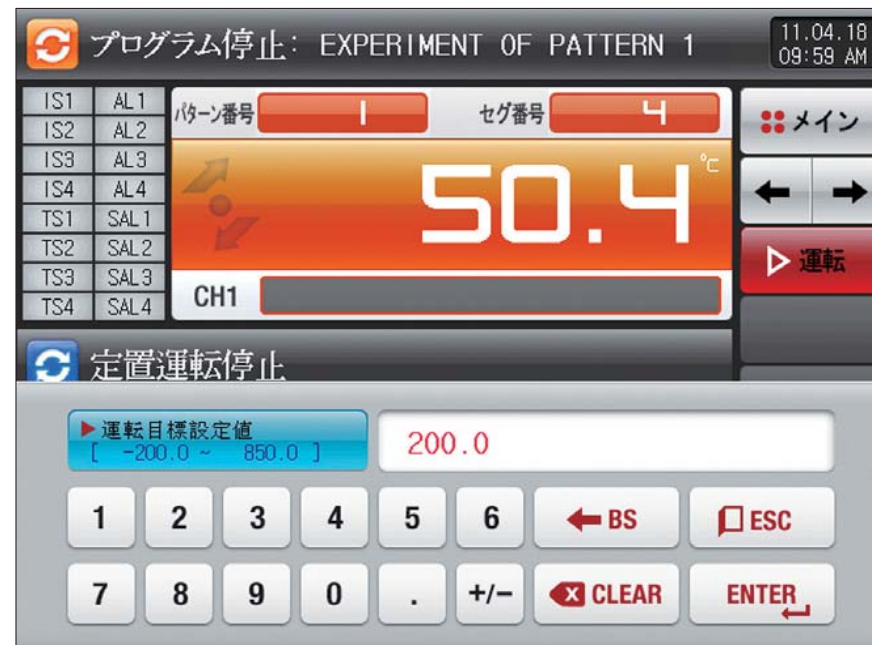 プログラム停止: EXPERIMENT OF PATTERN 1
11.04.18
09:59 AM
IS1 AL1
IS2 AL2
IS3 AL3
IS4 AL4
TS1 SAL1
TS2 SAL2
TS3 SAL3
TS4 SAL4
パターン番号 1 セグ番号 4
50.4 ℃
CH1
メイン
運転
定置運転停止
運転目標設定値
[ -200.0 ~ 850.0 ]
200.0
1 2 3 4 5 6 BS ESC
7 8 9 0 . +/- CLEAR ENTER